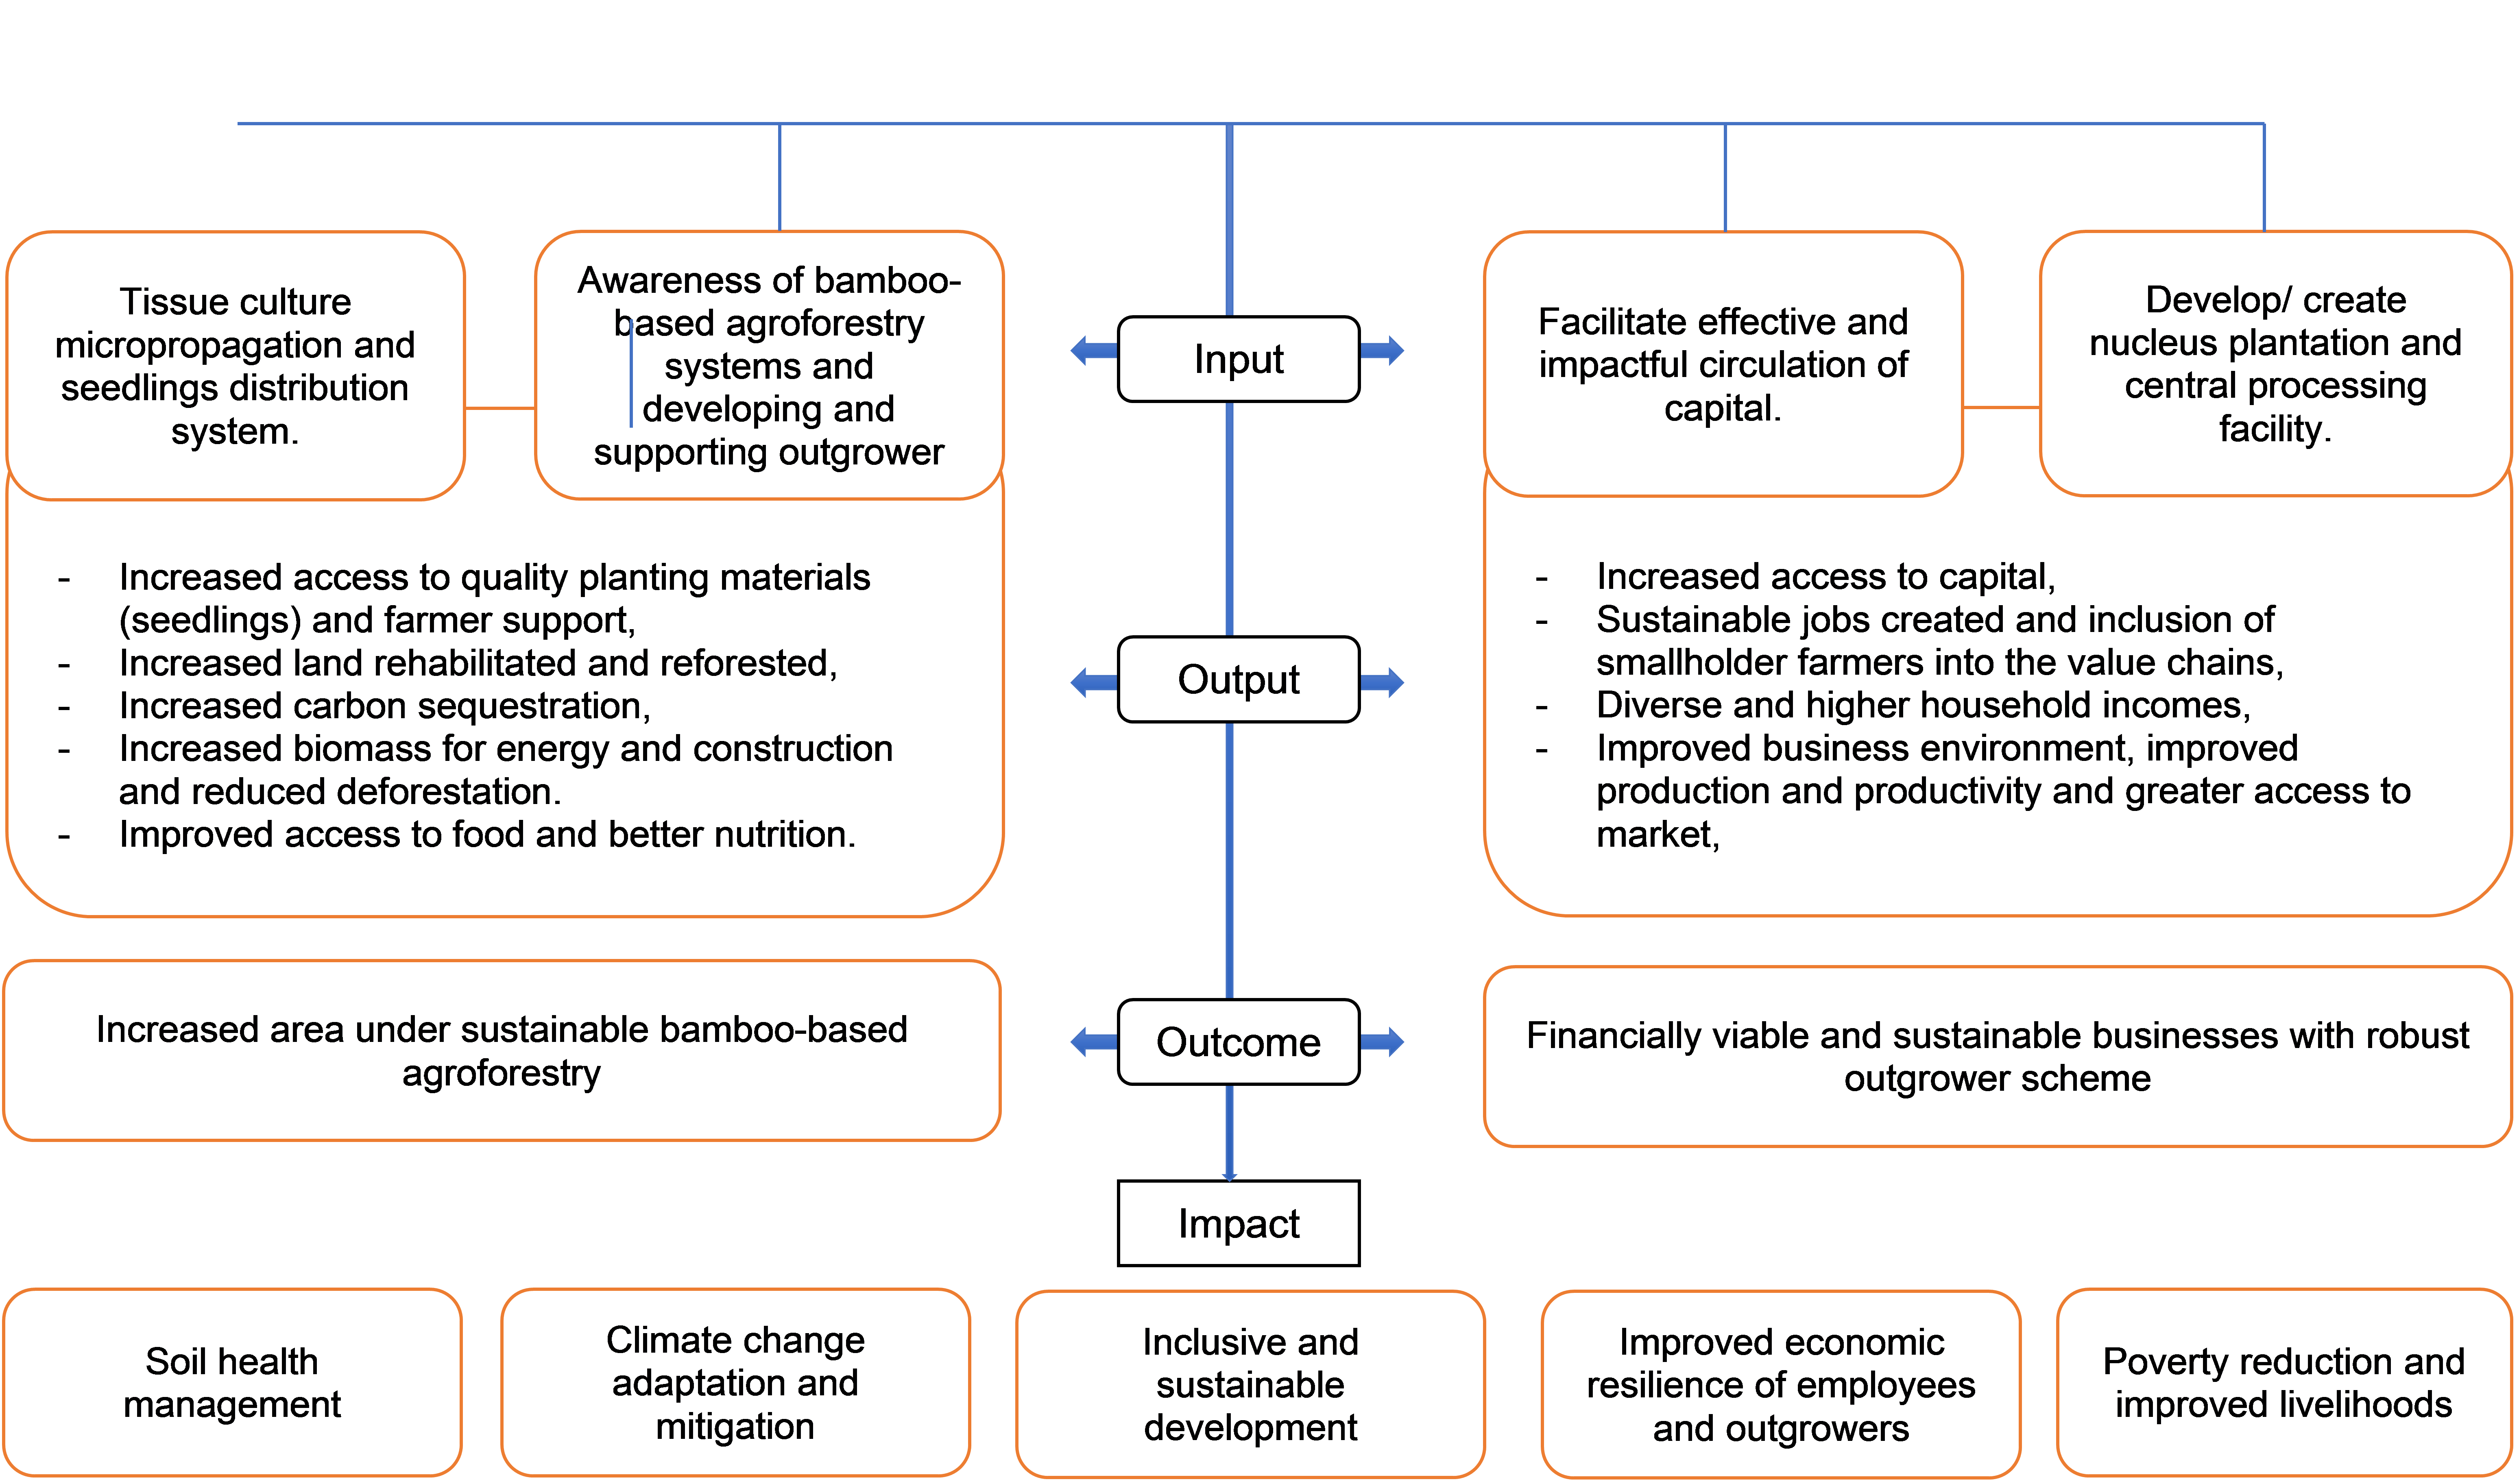 Tissue culture
micropropagation and
seedlings distribution
system.
Awareness of bamboo-
based agroforestry
systems and
developing and
supporting outgrower
Input
Facilitate effective and
impactful circulation of
capital.
Develop/ create
nucleus plantation and
central processing
facility.
- Increased access to quality planting materials
(seedlings) and farmer support,
- Increased land rehabilitated and reforested,
- Increased carbon sequestration,
- Increased biomass for energy and construction
and reduced deforestation.
- Improved access to food and better nutrition.
Output
- Increased access to capital,
- Sustainable jobs created and inclusion of
smallholder farmers into the value chains,
- Diverse and higher household incomes,
- Improved business environment, improved
production and productivity and greater access to
market,
Increased area under sustainable bamboo-based
agroforestry
Outcome
Financially viable and sustainable businesses with robust
outgrower scheme
Impact
Soil health
management
Climate change
adaptation and
mitigation
Inclusive and
sustainable
development
Improved economic
resilience of employees
and outgrowers
Poverty reduction and
improved livelihoods